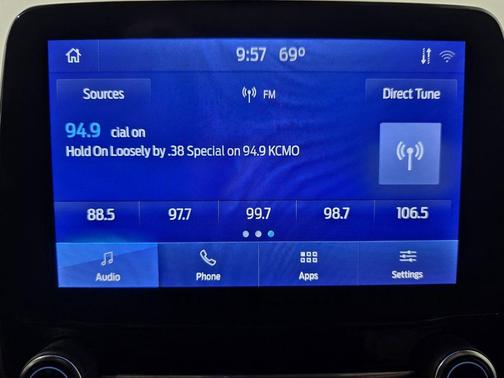 9:57 69°
Sources FM Direct Tune
94.9 cial on
Hold On Loosely by .38 Special on 94.9 KCMO
88.5 97.7 99.7 98.7 106.5
Audio Phone Apps Settings